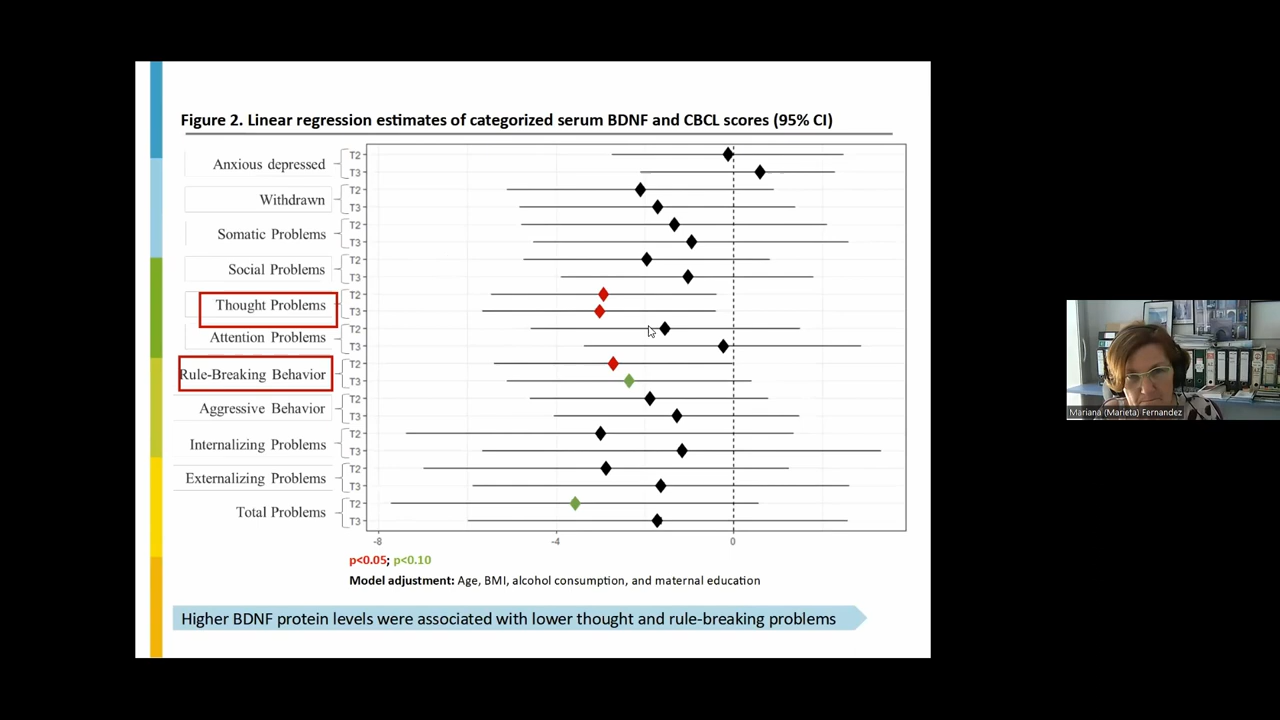 Figure 2. Linear regression estimates of categorized serum BDNF and CBCL scores (95% CI)
Anxious depressed
T2
T3
Withdrawn
T2
T3
Somatic Problems
T2
T3
Social Problems
T2
T3
Thought Problems
T2
T3
Attention Problems
T2
T3
Rule-Breaking Behavior
T2
T3
Aggressive Behavior
T2
T3
Internalizing Problems
T2
T3
Externalizing Problems
T2
T3
Total Problems
T2
T3
-8 -4 0
p<0.05; p<0.10
Model adjustment: Age, BMI, alcohol consumption, and maternal education
Higher BDNF protein levels were associated with lower thought and rule-breaking problems
Mariana (Marieta) Fernandez